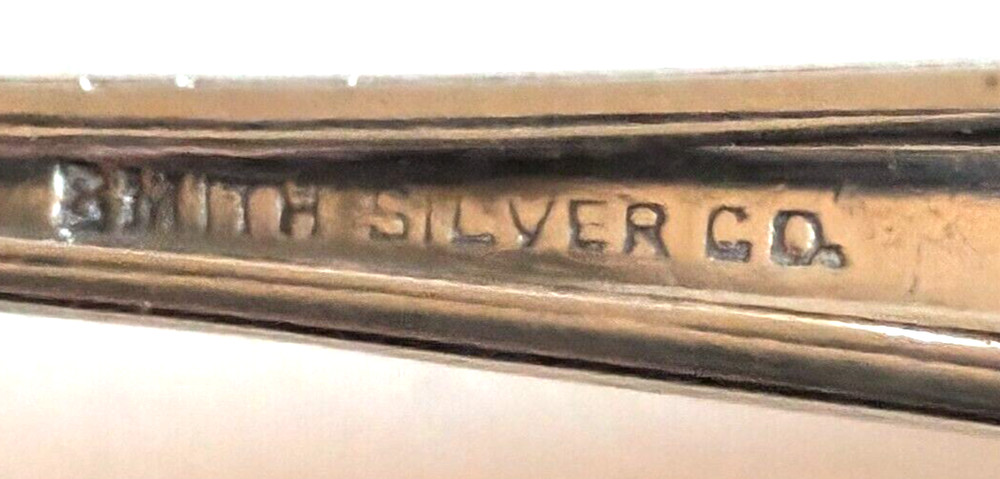 SMITH SILVER CO.